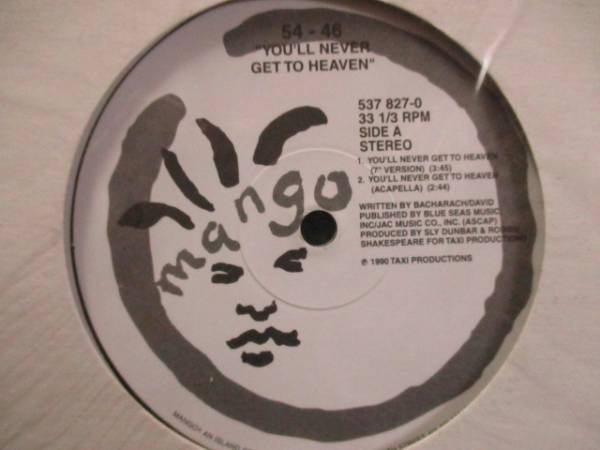 54 - 46
"YOU'LL NEVER
GET TO HEAVEN"
mango
537 827-0
33 1/3 RPM
SIDE A
STEREO
1. YOU'LL NEVER GET TO HEAVEN
(7" VERSION) (3:45)
2. YOU'LL NEVER GET TO HEAVEN
(ACAPELLA) (2:44)
WRITTEN BY BACHARACH/DAVID
PUBLISHED BY BLUE SEAS MUSIC
INC/JAC MUSIC CO., INC. (ASCAP)
PRODUCED BY SLY DUNBAR &
SHAKESPEARE FOR TAXI PRODUCTIONS
℗ 1990 TAXI PRODUCTIONS
MANGO® AN ISLAND